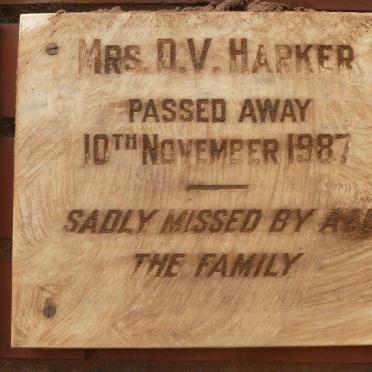 MRS. D.V. HARKER
PASSED AWAY
10TH NOVEMBER 1987
SADLY MISSED BY
THE FAMILY